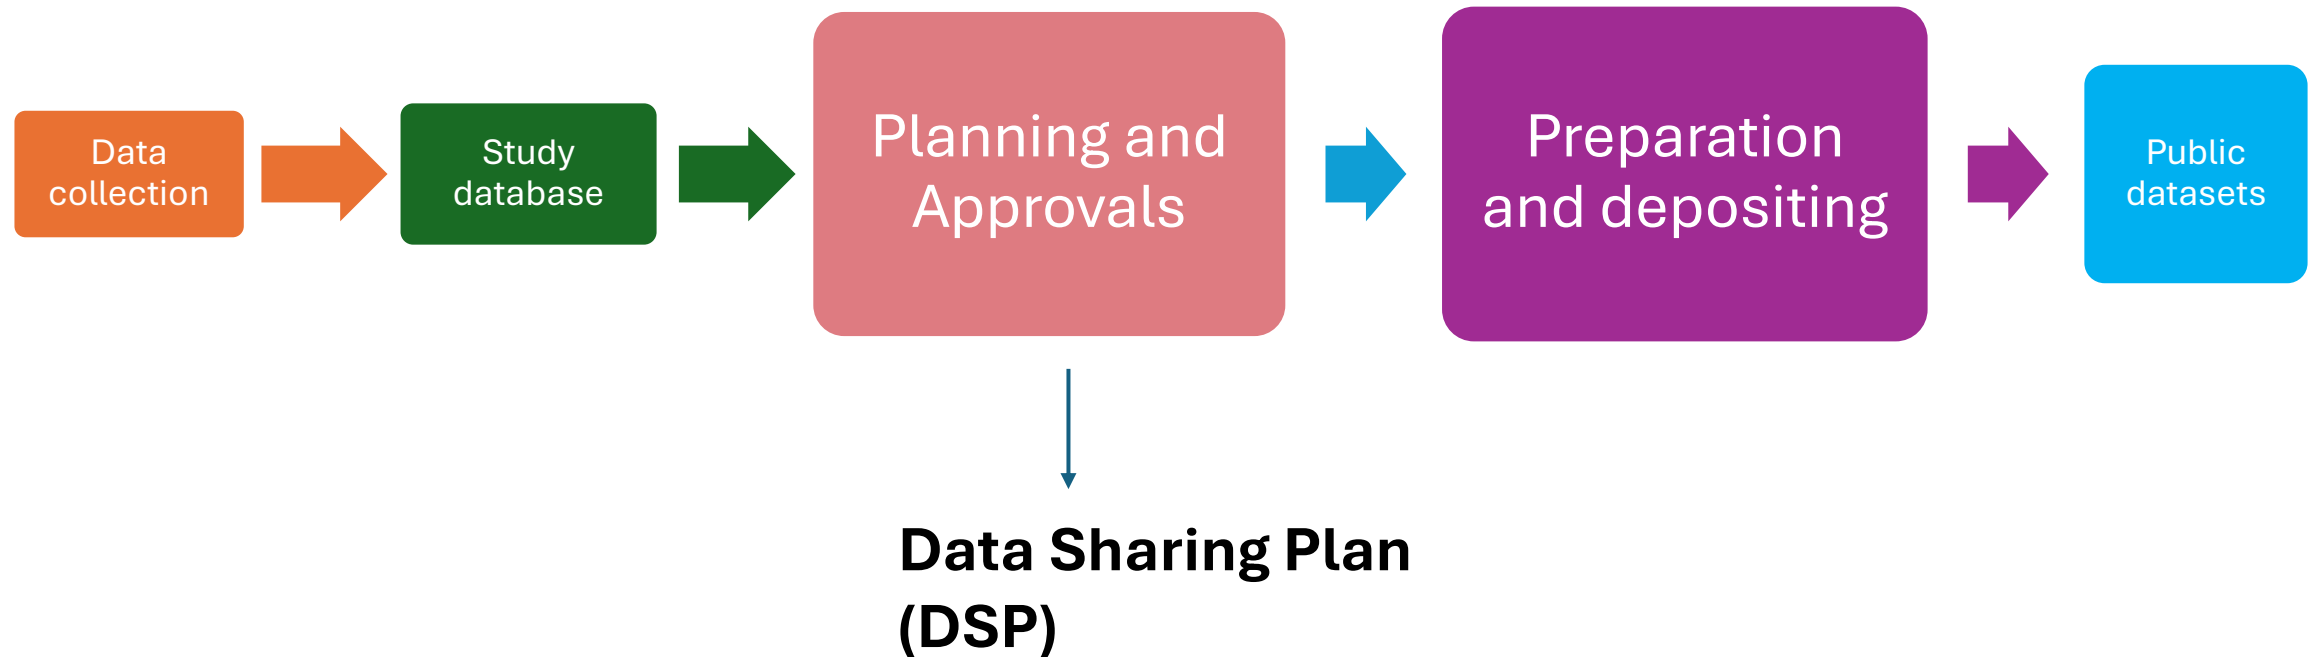 Data
collection
Study
database
Planning and
Approvals
Preparation
and depositing
Public
datasets
Data Sharing Plan
(DSP)